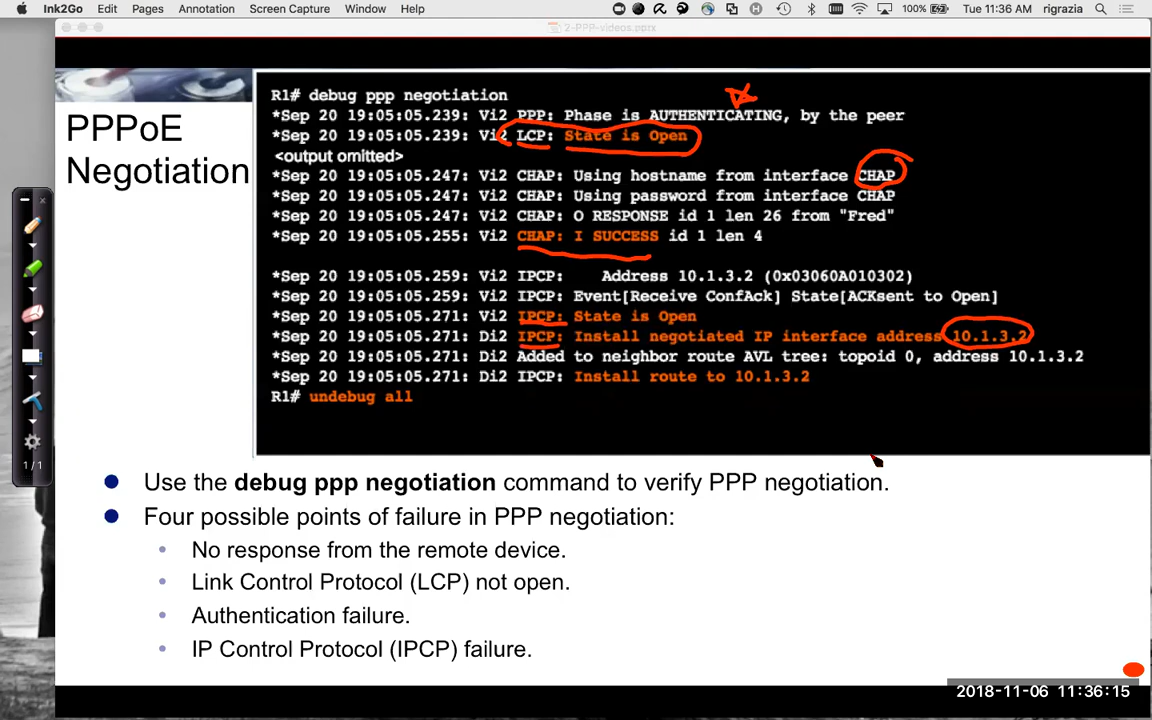 Ink2Go Edit Pages Annotation Screen Capture Window Help 100% Tue 11:36 AM rigrazia
2-PPP-videos.pptx
PPPoE
Negotiation
R1# debug ppp negotiation
*Sep 20 19:05:05.239: Vi2 PPP: Phase is AUTHENTICATING, by the peer
*Sep 20 19:05:05.239: Vi2 LCP: State is Open
<output omitted>
*Sep 20 19:05:05.247: Vi2 CHAP: Using hostname from interface CHAP
*Sep 20 19:05:05.247: Vi2 CHAP: Using password from interface CHAP
*Sep 20 19:05:05.247: Vi2 CHAP: O RESPONSE id 1 len 26 from "Fred"
*Sep 20 19:05:05.255: Vi2 CHAP: I SUCCESS id 1 len 4
*Sep 20 19:05:05.259: Vi2 IPCP: Address 10.1.3.2 (0x03060A010302)
*Sep 20 19:05:05.259: Vi2 IPCP: Event[Receive ConfAck] State[ACKsent to Open]
*Sep 20 19:05:05.271: Vi2 IPCP: State is Open
*Sep 20 19:05:05.271: Di2 IPCP: Install negotiated IP interface address 10.1.3.2
*Sep 20 19:05:05.271: Di2 Added to neighbor route AVL tree: topoid 0, address 10.1.3.2
*Sep 20 19:05:05.271: Di2 IPCP: Install route to 10.1.3.2
R1# undebug all
1/1
Use the debug ppp negotiation command to verify PPP negotiation.
Four possible points of failure in PPP negotiation:
No response from the remote device.
Link Control Protocol (LCP) not open.
Authentication failure.
IP Control Protocol (IPCP) failure.
2018-11-06 11:36:15